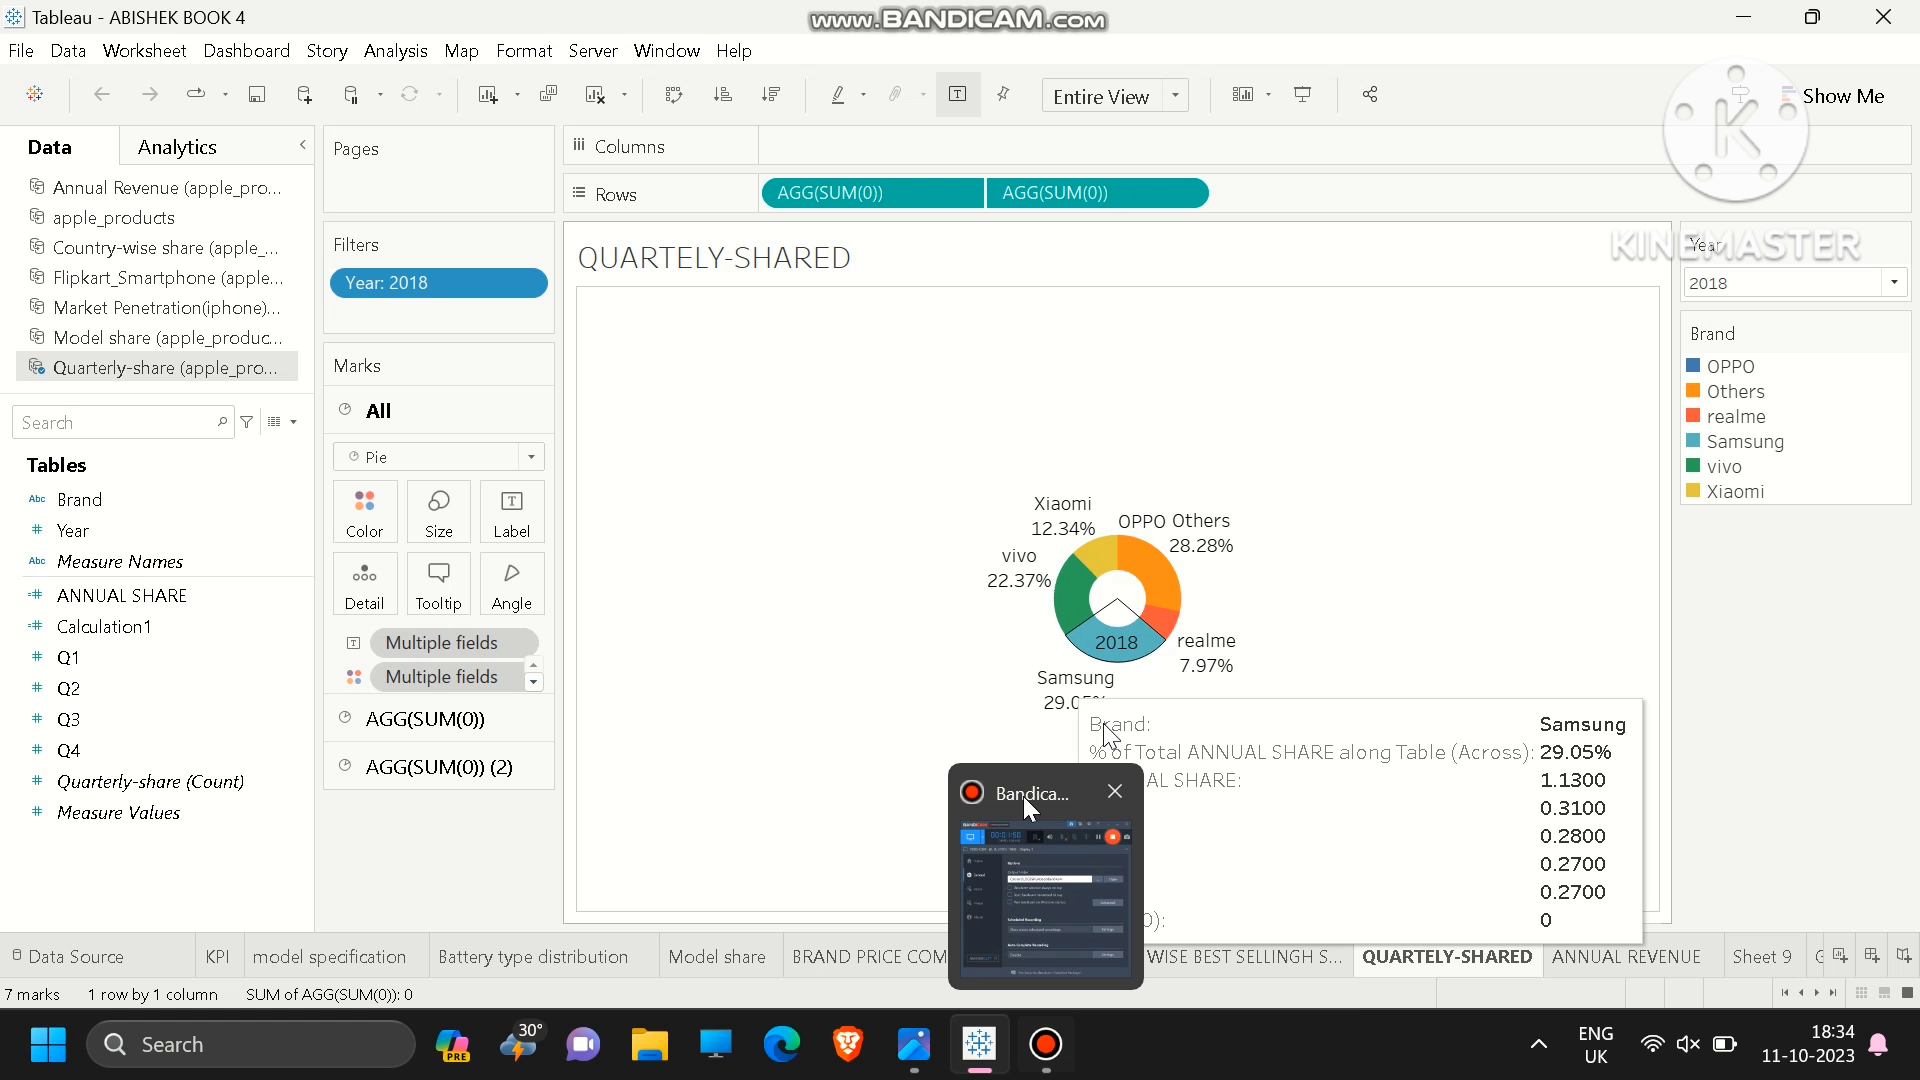 Tableau - ABISHEK BOOK 4
www.BANDICAM.com
File Data Worksheet Dashboard Story Analysis Map Format Server Window Help
Entire View
Show Me
K
KINEMASTER
Data
Analytics
Annual Revenue (apple_pro...
apple_products
Country-wise share (apple_...
Flipkart_Smartphone (apple...
Market Penetration(iphone)...
Model share (apple_produc...
Quarterly-share (apple_pro...
Search
Tables
Abc Brand
# Year
Abc Measure Names
=# ANNUAL SHARE
=# Calculation1
# Q1
# Q2
# Q3
# Q4
# Quarterly-share (Count)
# Measure Values
Pages
Filters
Year: 2018
Marks
All
Pie
Color
Size
Label
Detail
Tooltip
Angle
Multiple fields
Multiple fields
AGG(SUM(0))
AGG(SUM(0)) (2)
Columns
Rows
AGG(SUM(0))
AGG(SUM(0))
QUARTELY-SHARED
Xiaomi
12.34%
OPPO Others
28.28%
vivo
22.37%
2018
realme
7.97%
Samsung
29.05%
Brand: Samsung
% of Total ANNUAL SHARE along Table (Across): 29.05%
AL SHARE: 1.1300
0.3100
0.2800
0.2700
0.2700
0): 0
Bandica...
00:01:50
Year
2018
Brand
OPPO
Others
realme
Samsung
vivo
Xiaomi
Data Source
KPI
model specification
Battery type distribution
Model share
BRAND PRICE COM
WISE BEST SELLINGH S...
QUARTELY-SHARED
ANNUAL REVENUE
Sheet 9
7 marks
1 row by 1 column
SUM of AGG(SUM(0)): 0
Search
PRE
30°
ENG
UK
18:34
11-10-2023